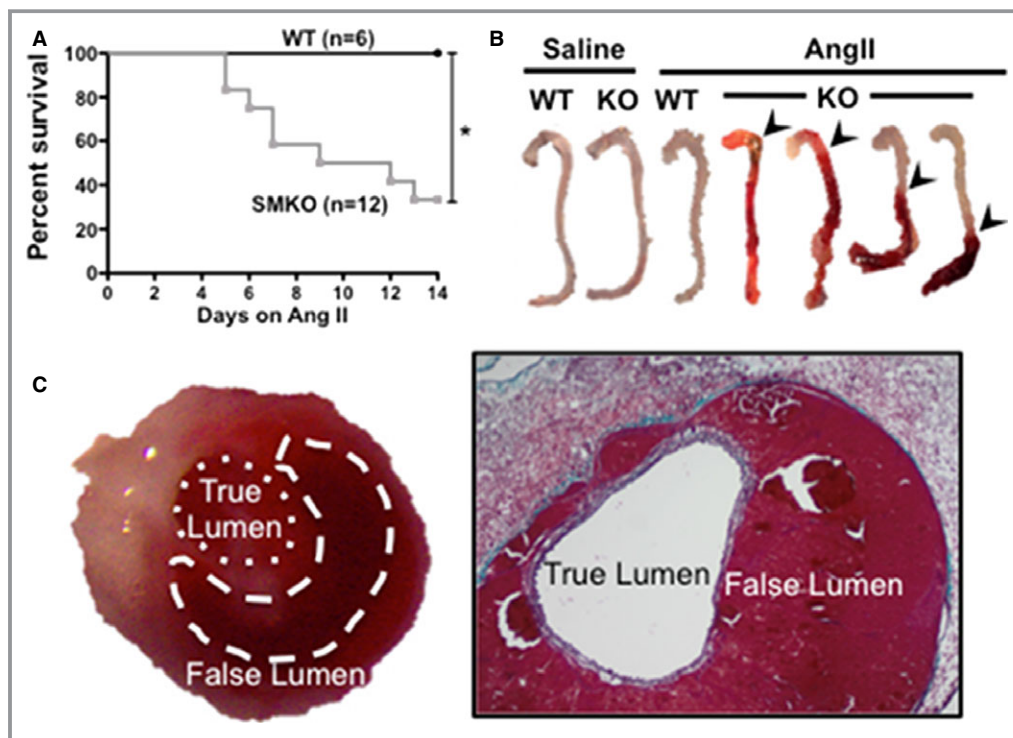 A
WT (n=6)
100
80
60
40
20
0
Percent survival
*
SMKO (n=12)
0 2 4 6 8 10 12 14
Days on Ang II
B
Saline AngII
WT KO WT KO
C
True
Lumen
False Lumen
True Lumen
False Lumen